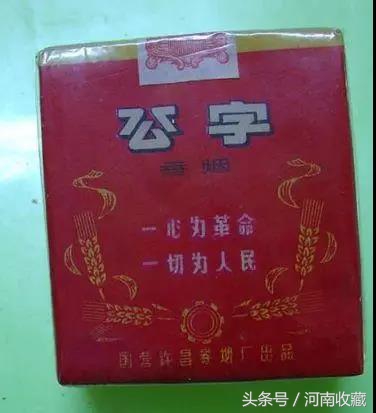 公字
香烟
一心为革命
一切为人民
国营许昌卷烟厂出品
头条号／河南收藏